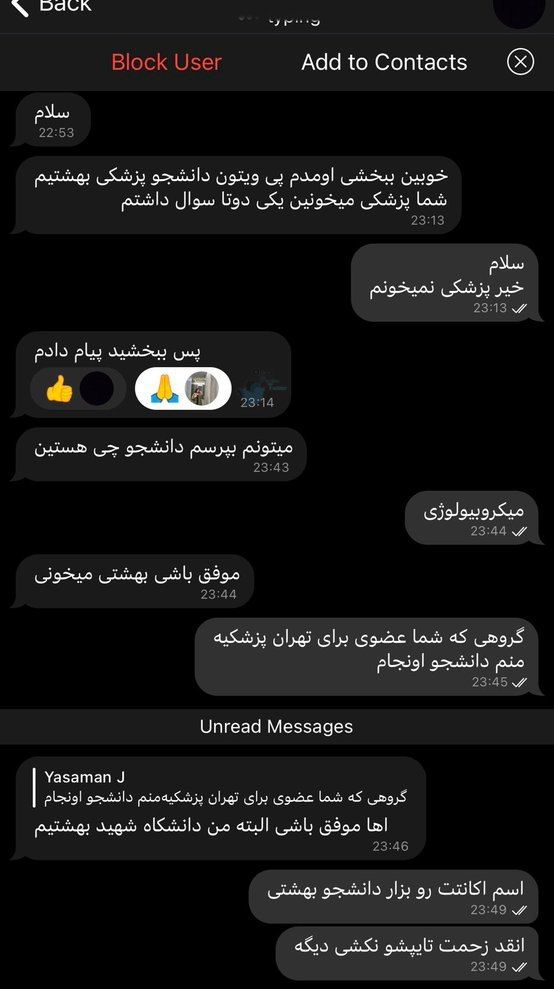 Back
typing
Block User
Add to Contacts
سلام
22:53
خوبین ببخشی اومدم پی ویتون دانشجو پزشکی بهشتیم
شما پزشکی میخونین یکی دوتا سوال داشتم
23:13
سلام
خیر پزشکی نمیخونم
23:13
پس ببخشید پیام دادم
23:14
میتونم بپرسم دانشجو چی هستین
23:43
میکروبیولوژی
23:44
موفق باشی بهشتی میخونی
23:44
گروهی که شما عضوی برای تهران پزشکیه
منم دانشجو اونجام
23:45
Unread Messages
Yasaman J
گروهی که شما عضوی برای تهران پزشکیه‌منم دانشجو اونجام
اها موفق باشی البته من دانشکاه شهید بهشتیم
23:46
اسم اکانتت رو بزار دانشجو بهشتی
23:49
انقد زحمت تایپشو نکشی دیگه
23:49